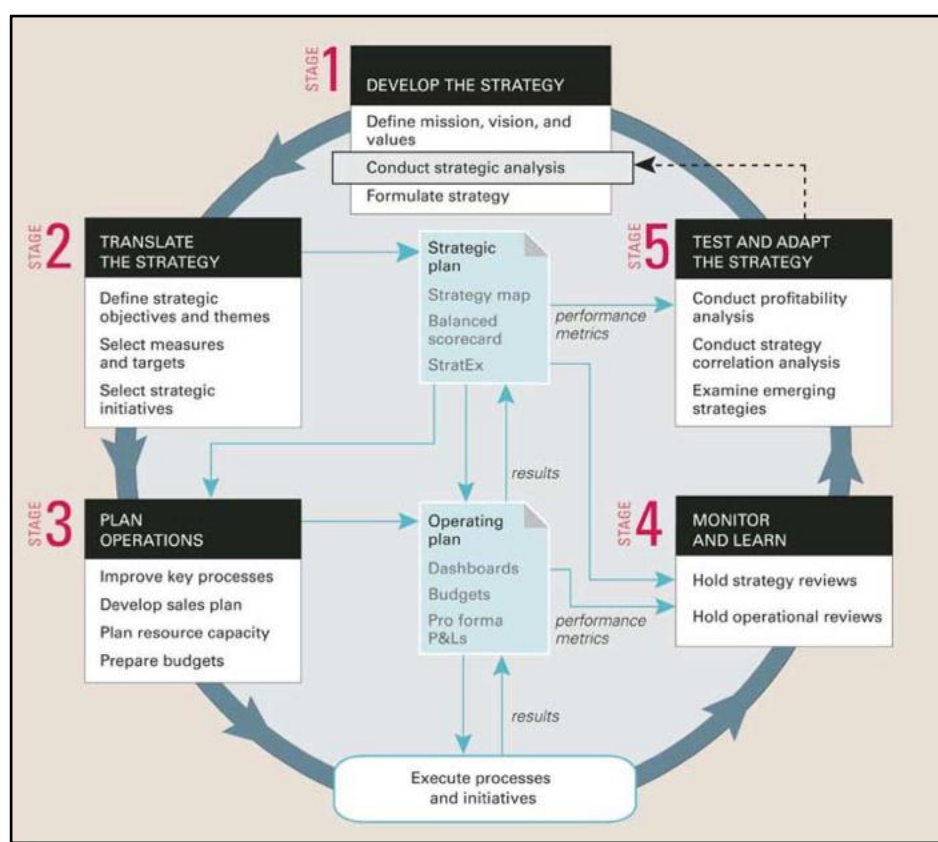 STAGE 1
DEVELOP THE STRATEGY
Define mission, vision, and
values
Conduct strategic analysis
Formulate strategy
STAGE 2
TRANSLATE
THE STRATEGY
Define strategic
objectives and themes
Select measures
and targets
Select strategic
initiatives
Strategic
plan
Strategy map
Balanced
scorecard
StratEx
performance
metrics
STAGE 5
TEST AND ADAPT
THE STRATEGY
Conduct profitability
analysis
Conduct strategy
correlation analysis
Examine emerging
strategies
results
STAGE 3
PLAN
OPERATIONS
Improve key processes
Develop sales plan
Plan resource capacity
Prepare budgets
Operating
plan
Dashboards
Budgets
Pro forma
P&Ls
performance
metrics
STAGE 4
MONITOR
AND LEARN
Hold strategy reviews
Hold operational reviews
results
Execute processes
and initiatives